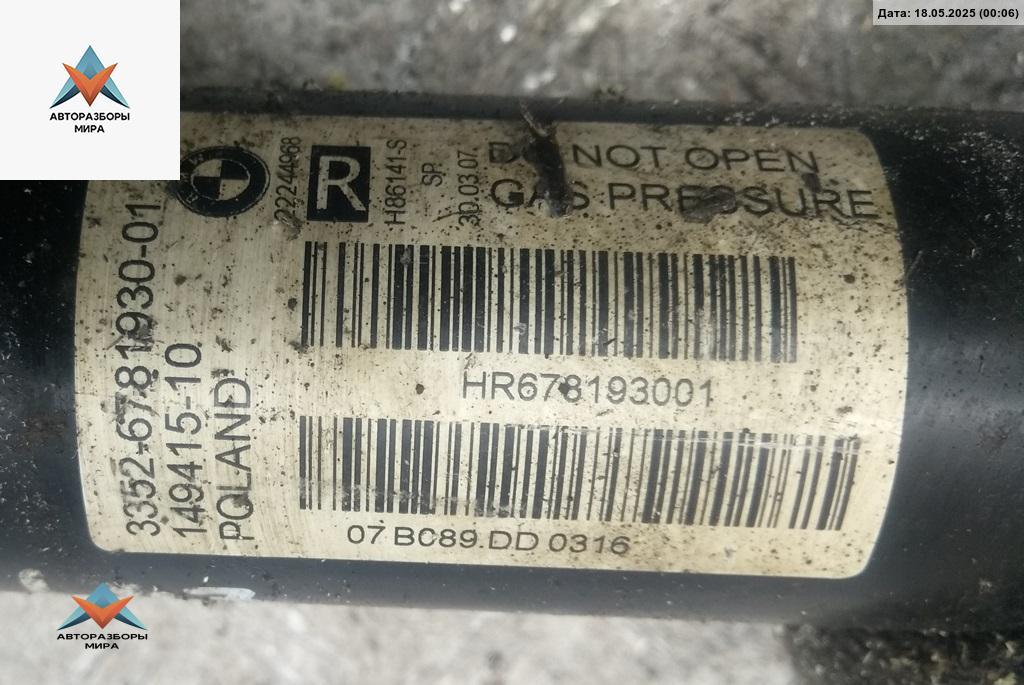 Дата: 18.05.2025 (00:06)
АВТОРАЗБОРЫ
МИРА
3352-6781930-01
149415-10
POLAND
22244968
R
H86141-S
SP
30.03.07.
DO NOT OPEN
GAS PRESSURE
HR678193001
07 BC89.DD 0316
АВТОРАЗБОРЫ
МИРА